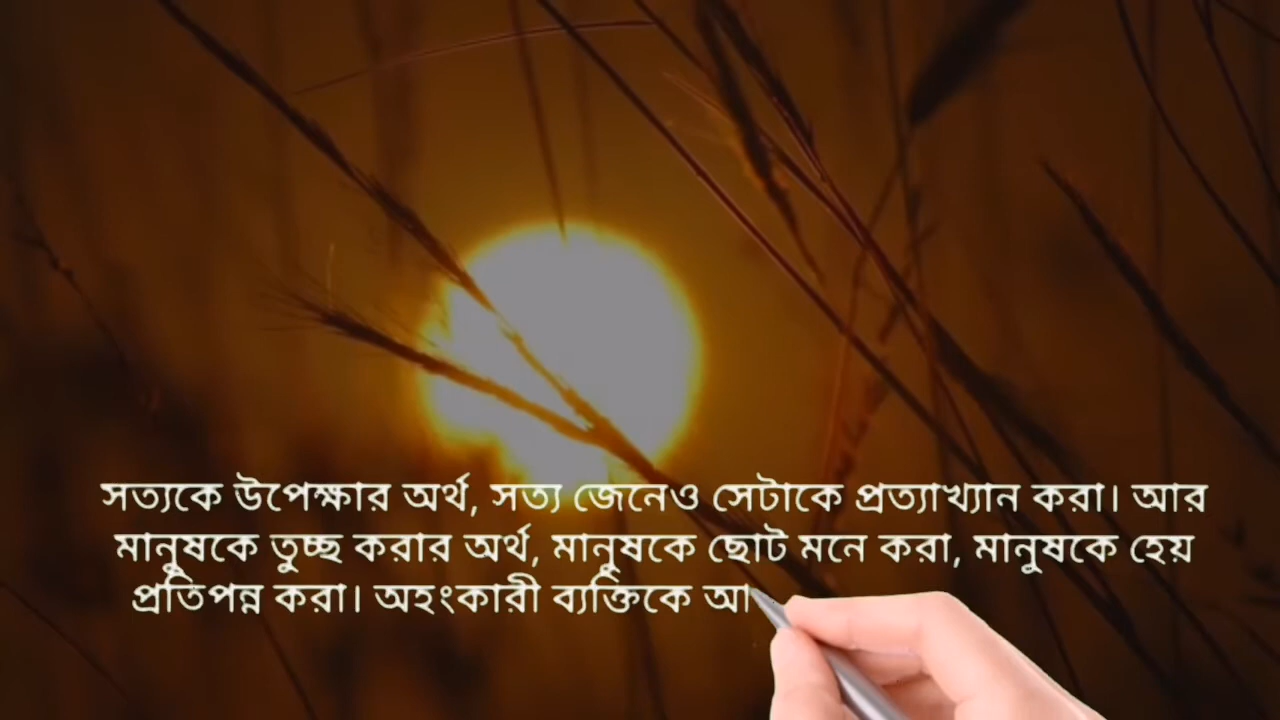 সত্যকে উপেক্ষার অর্থ, সত্য জেনেও সেটাকে প্রত্যাখ্যান করা। আর
মানুষকে তুচ্ছ করার অর্থ, মানুষকে ছোট মনে করা, মানুষকে হেয়
প্রতিপন্ন করা। অহংকারী ব্যক্তিকে আ